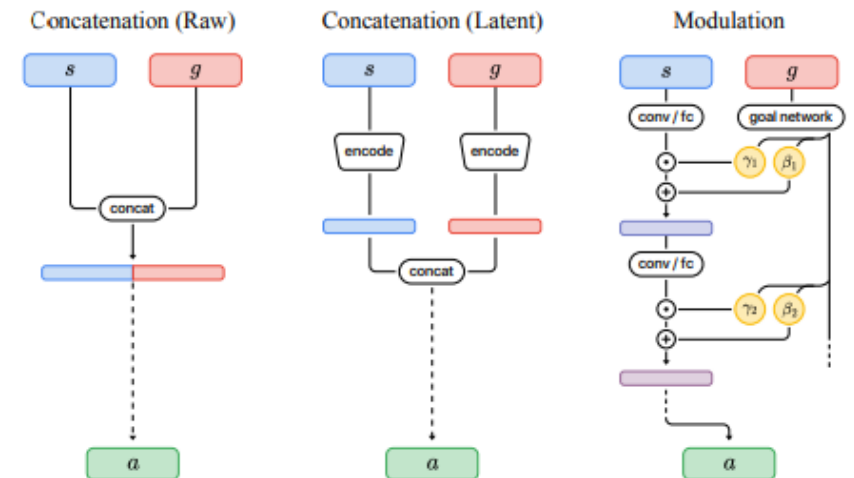 Concatenation (Raw)
s
g
concat
a
Concatenation (Latent)
s
g
encode
encode
concat
a
Modulation
s
g
conv / fc
goal network
γ₁
β₁
conv / fc
γ₂
β₂
a